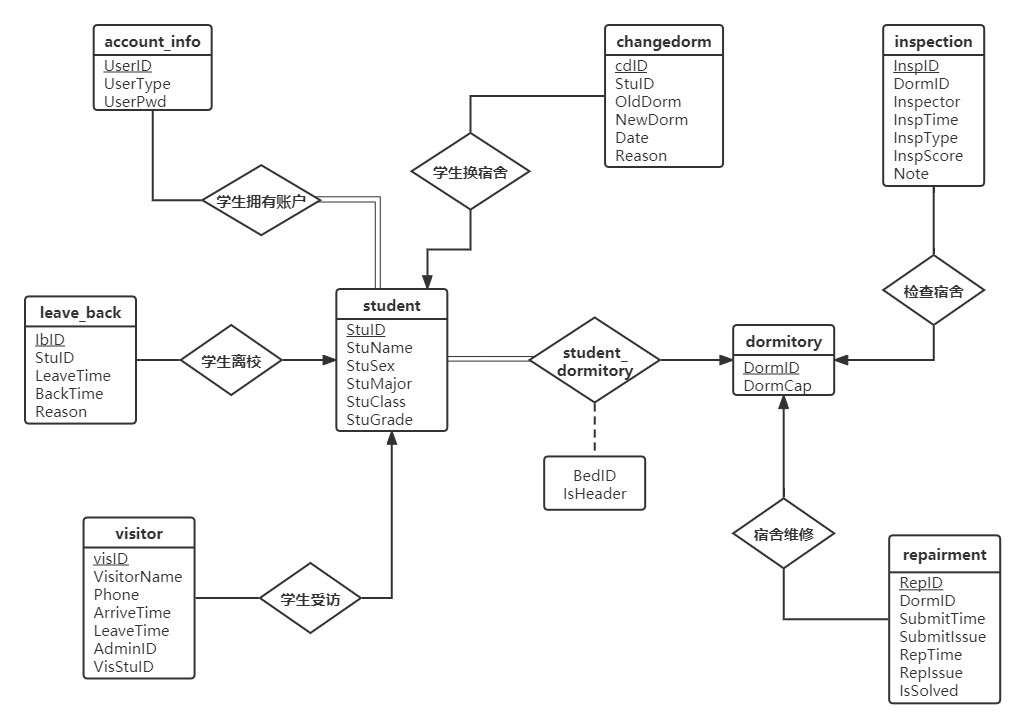 account_info
UserID
UserType
UserPwd
changedorm
cdID
StuID
OldDorm
NewDorm
Date
Reason
inspection
InspID
DormID
Inspector
InspTime
InspType
InspScore
Note
学生拥有账户
学生换宿舍
检查宿舍
leave_back
lbID
StuID
LeaveTime
BackTime
Reason
学生离校
student
StuID
StuName
StuSex
StuMajor
StuClass
StuGrade
student_
dormitory
dormitory
DormID
DormCap
BedID
IsHeader
visitor
visID
VisitorName
Phone
ArriveTime
LeaveTime
AdminID
VisStuID
学生受访
宿舍维修
repairment
RepID
DormID
SubmitTime
SubmitIssue
RepTime
RepIssue
IsSolved